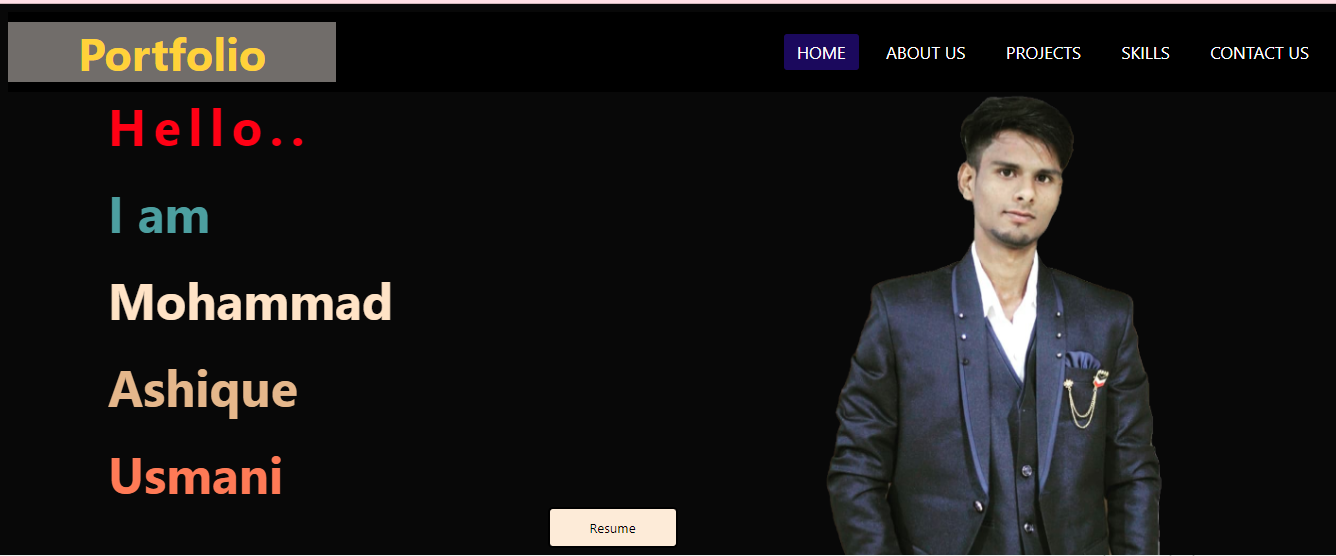 Portfolio
HOME ABOUT US PROJECTS SKILLS CONTACT US
Hello..
I am
Mohammad
Ashique
Usmani
Resume